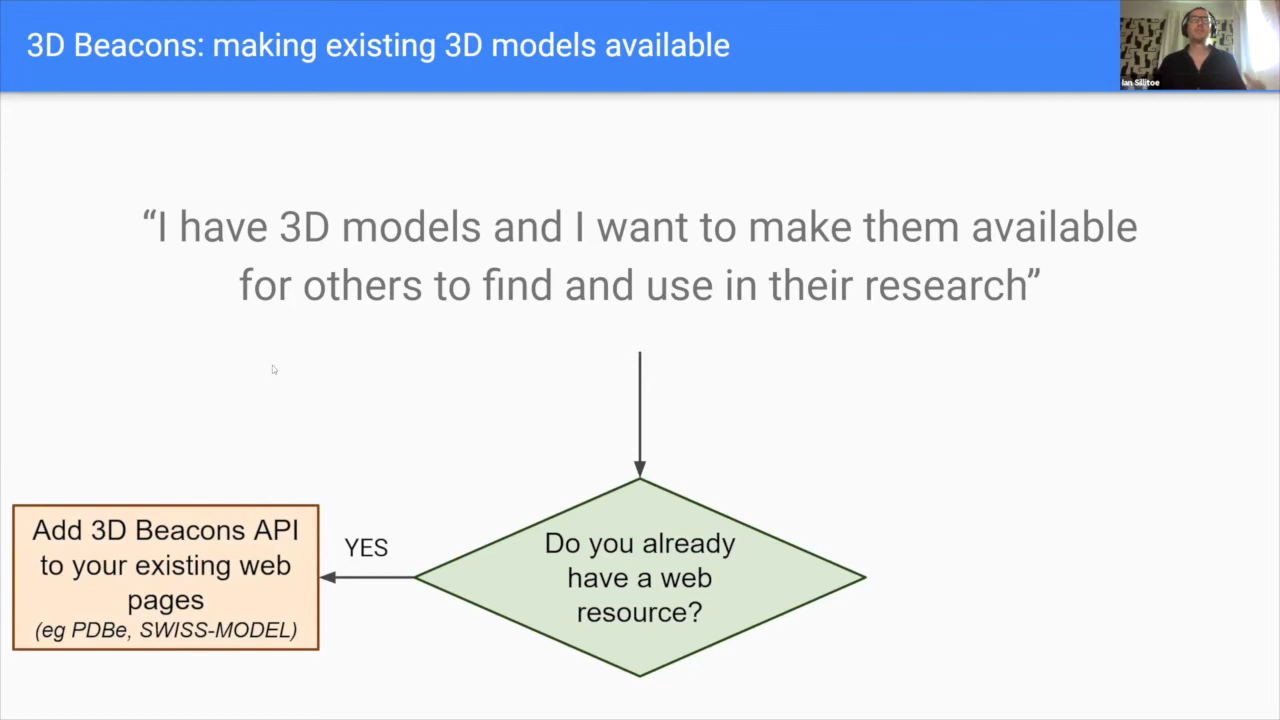 3D Beacons: making existing 3D models available
Ian Sillitoe
“I have 3D models and I want to make them available
for others to find and use in their research”
Add 3D Beacons API
to your existing web
pages
(eg PDBe, SWISS-MODEL)
YES
Do you already
have a web
resource?